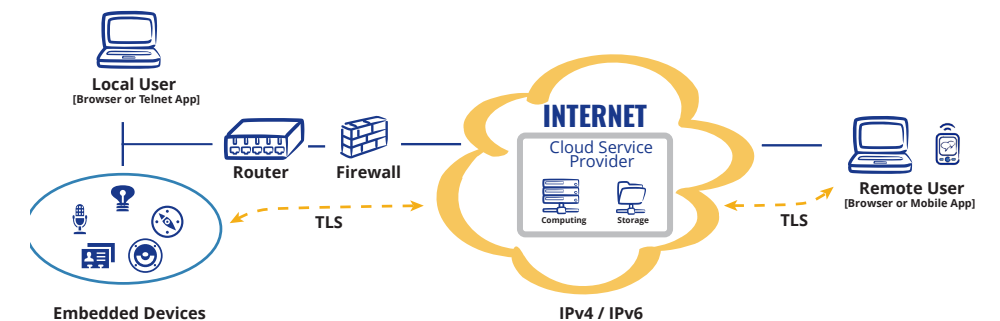 Local User
[Browser or Telnet App]
Router
Firewall
INTERNET
Cloud Service
Provider
Computing
Storage
Remote User
[Browser or Mobile App]
TLS
TLS
Embedded Devices
IPv4 / IPv6